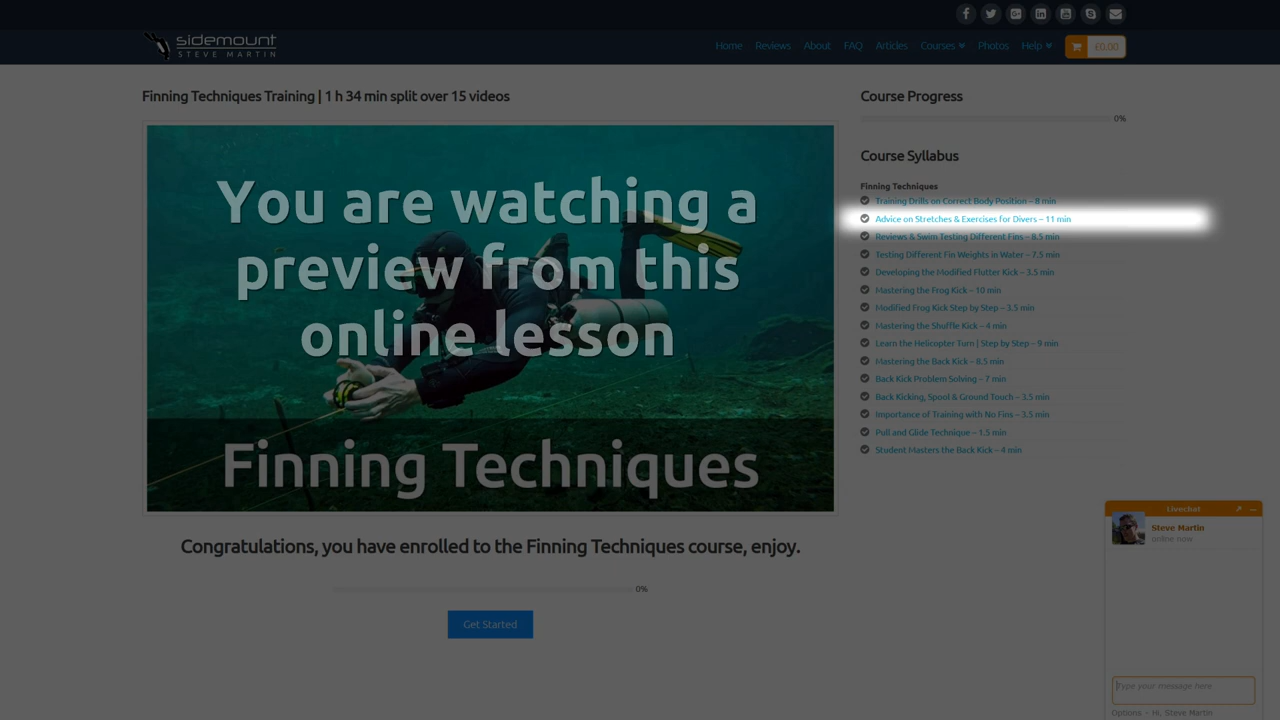 sidemount
STEVE MARTIN
Home Reviews About FAQ Articles Courses Photos Help £0.00
Finning Techniques Training | 1 h 34 min split over 15 videos
You are watching a
preview from this
online lesson
Finning Techniques
Congratulations, you have enrolled to the Finning Techniques course, enjoy.
0%
Get Started
Course Progress
0%
Course Syllabus
Finning Techniques
Training Drills on Correct Body Position – 8 min
Advice on Stretches & Exercises for Divers – 11 min
Reviews & Swim Testing Different Fins – 8.5 min
Testing Different Fin Weights in Water – 7.5 min
Developing the Modified Flutter Kick – 3.5 min
Mastering the Frog Kick – 10 min
Modified Frog Kick Step by Step – 3.5 min
Mastering the Shuffle Kick – 4 min
Learn the Helicopter Turn | Step by Step – 9 min
Mastering the Back Kick – 8.5 min
Back Kick Problem Solving – 7 min
Back Kicking, Spool & Ground Touch – 3.5 min
Importance of Training with No Fins – 3.5 min
Pull and Glide Technique – 1.5 min
Student Masters the Back Kick – 4 min
Livechat
Steve Martin
online now
Type your message here
Options • Hi, Steve Martin